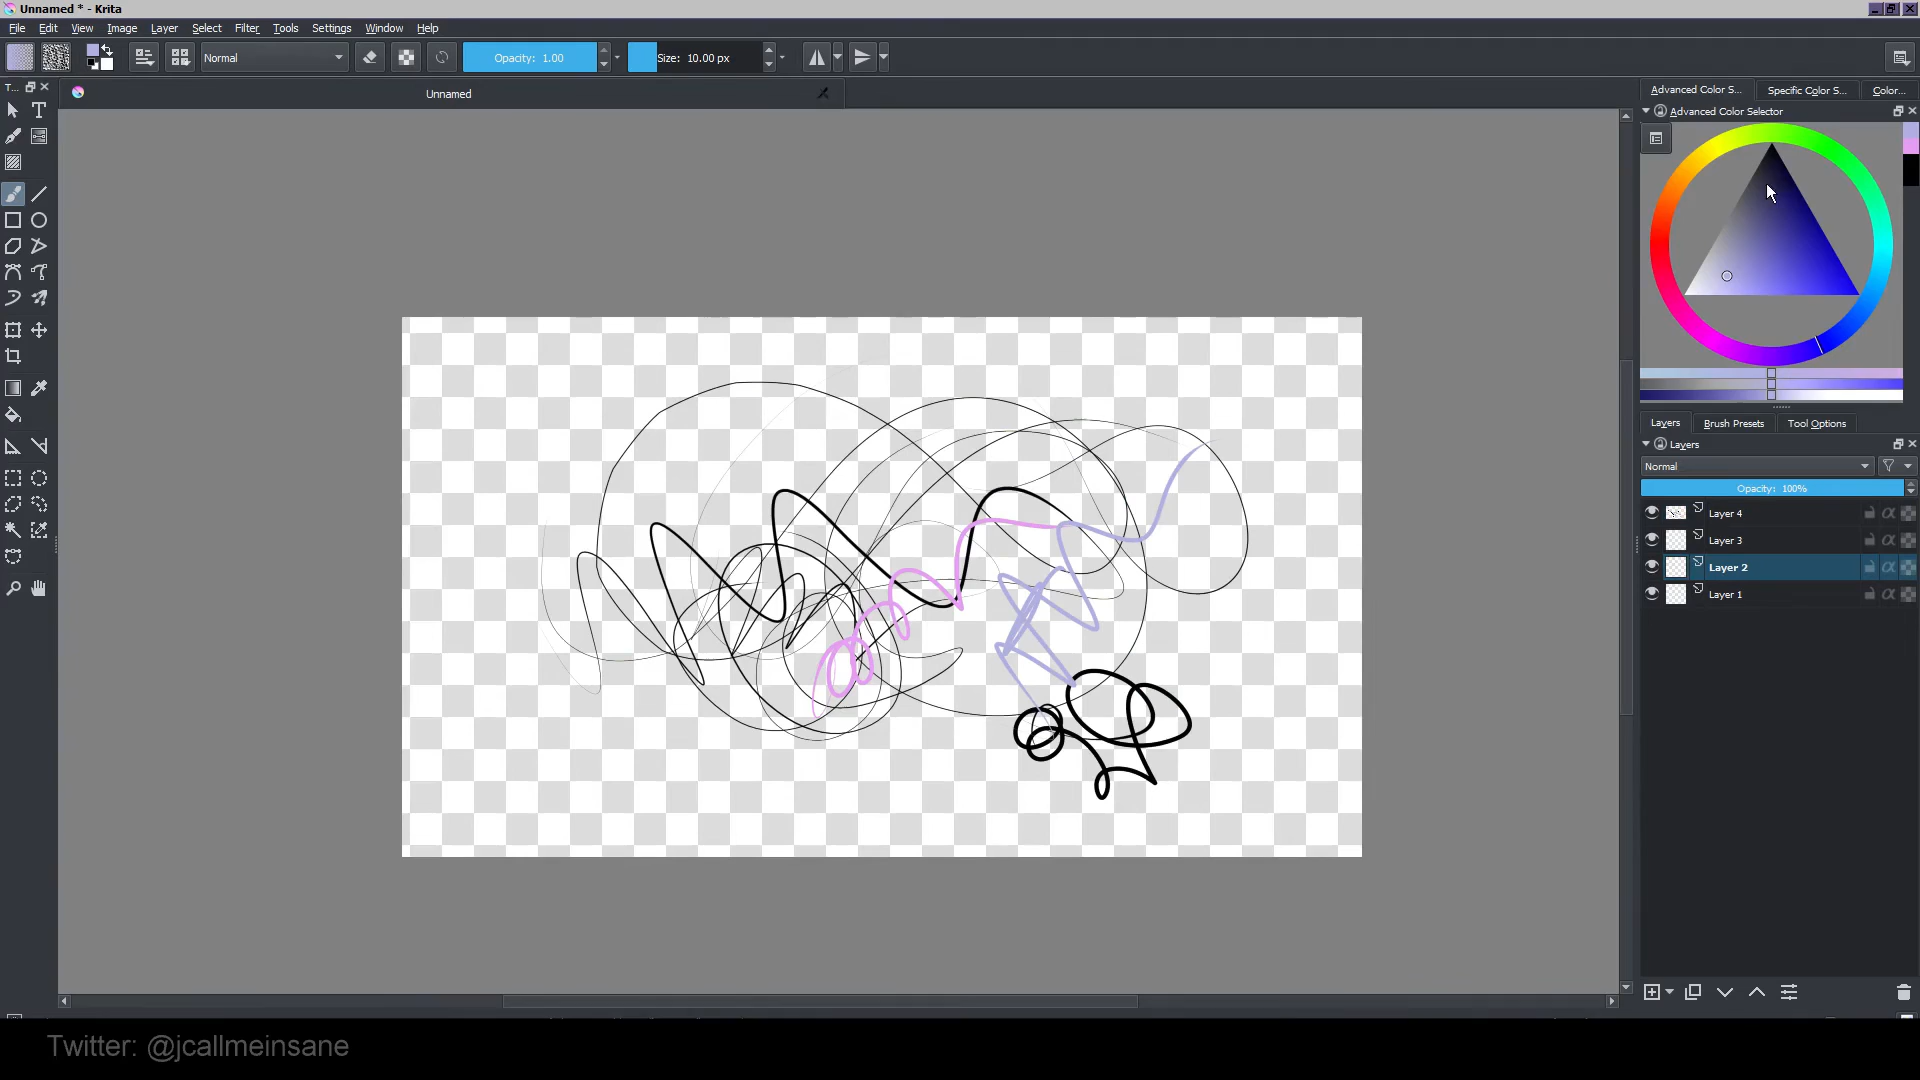 Unnamed * - Krita
File Edit View Image Layer Select Filter Tools Settings Window Help
Normal Opacity: 1.00 Size: 10.00 px
T...
Unnamed
Advanced Color S... Specific Color S... Color...
Advanced Color Selector
Layers Brush Presets Tool Options
Layers
Normal
Opacity: 100%
Layer 4
Layer 3
Layer 2
Layer 1
Twitter: @jcallmeinsane